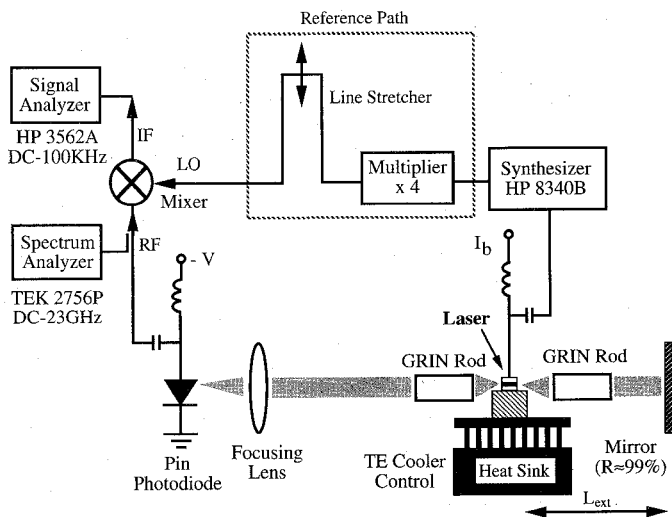 Reference Path
Signal
Analyzer
HP 3562A
DC-100KHz
IF
Line Stretcher
LO
Mixer
Multiplier
x 4
Synthesizer
HP 8340B
Spectrum
Analyzer
RF
TEK 2756P
DC-23GHz
- V
I_b
Laser
GRIN Rod
GRIN Rod
Pin
Photodiode
Focusing
Lens
TE Cooler
Control
Heat Sink
Mirror
(R≈99%)
L_ext